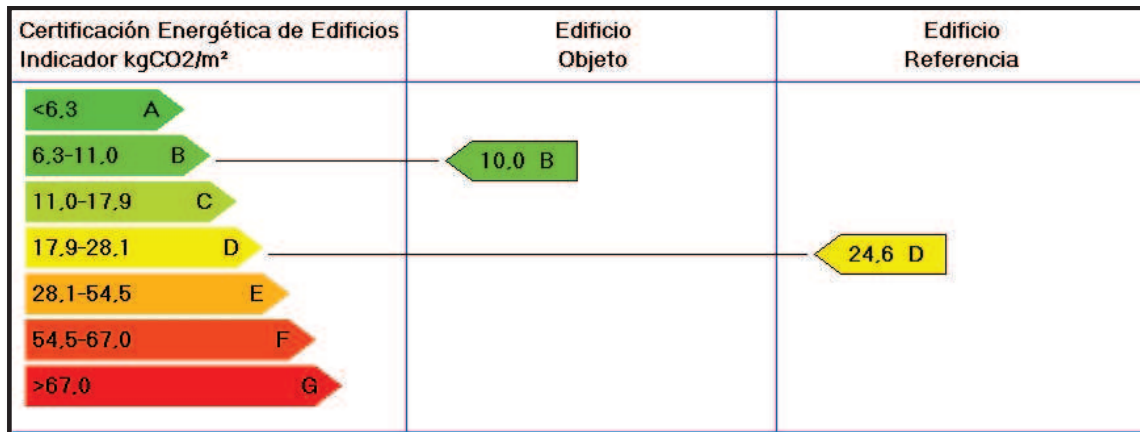 Certificación Energética de Edificios
Indicador kgCO2/m²
Edificio
Objeto
Edificio
Referencia
<6,3 A
6,3-11,0 B
10,0 B
11,0-17,9 C
17,9-28,1 D
24,6 D
28,1-54,5 E
54,5-67,0 F
>67,0 G